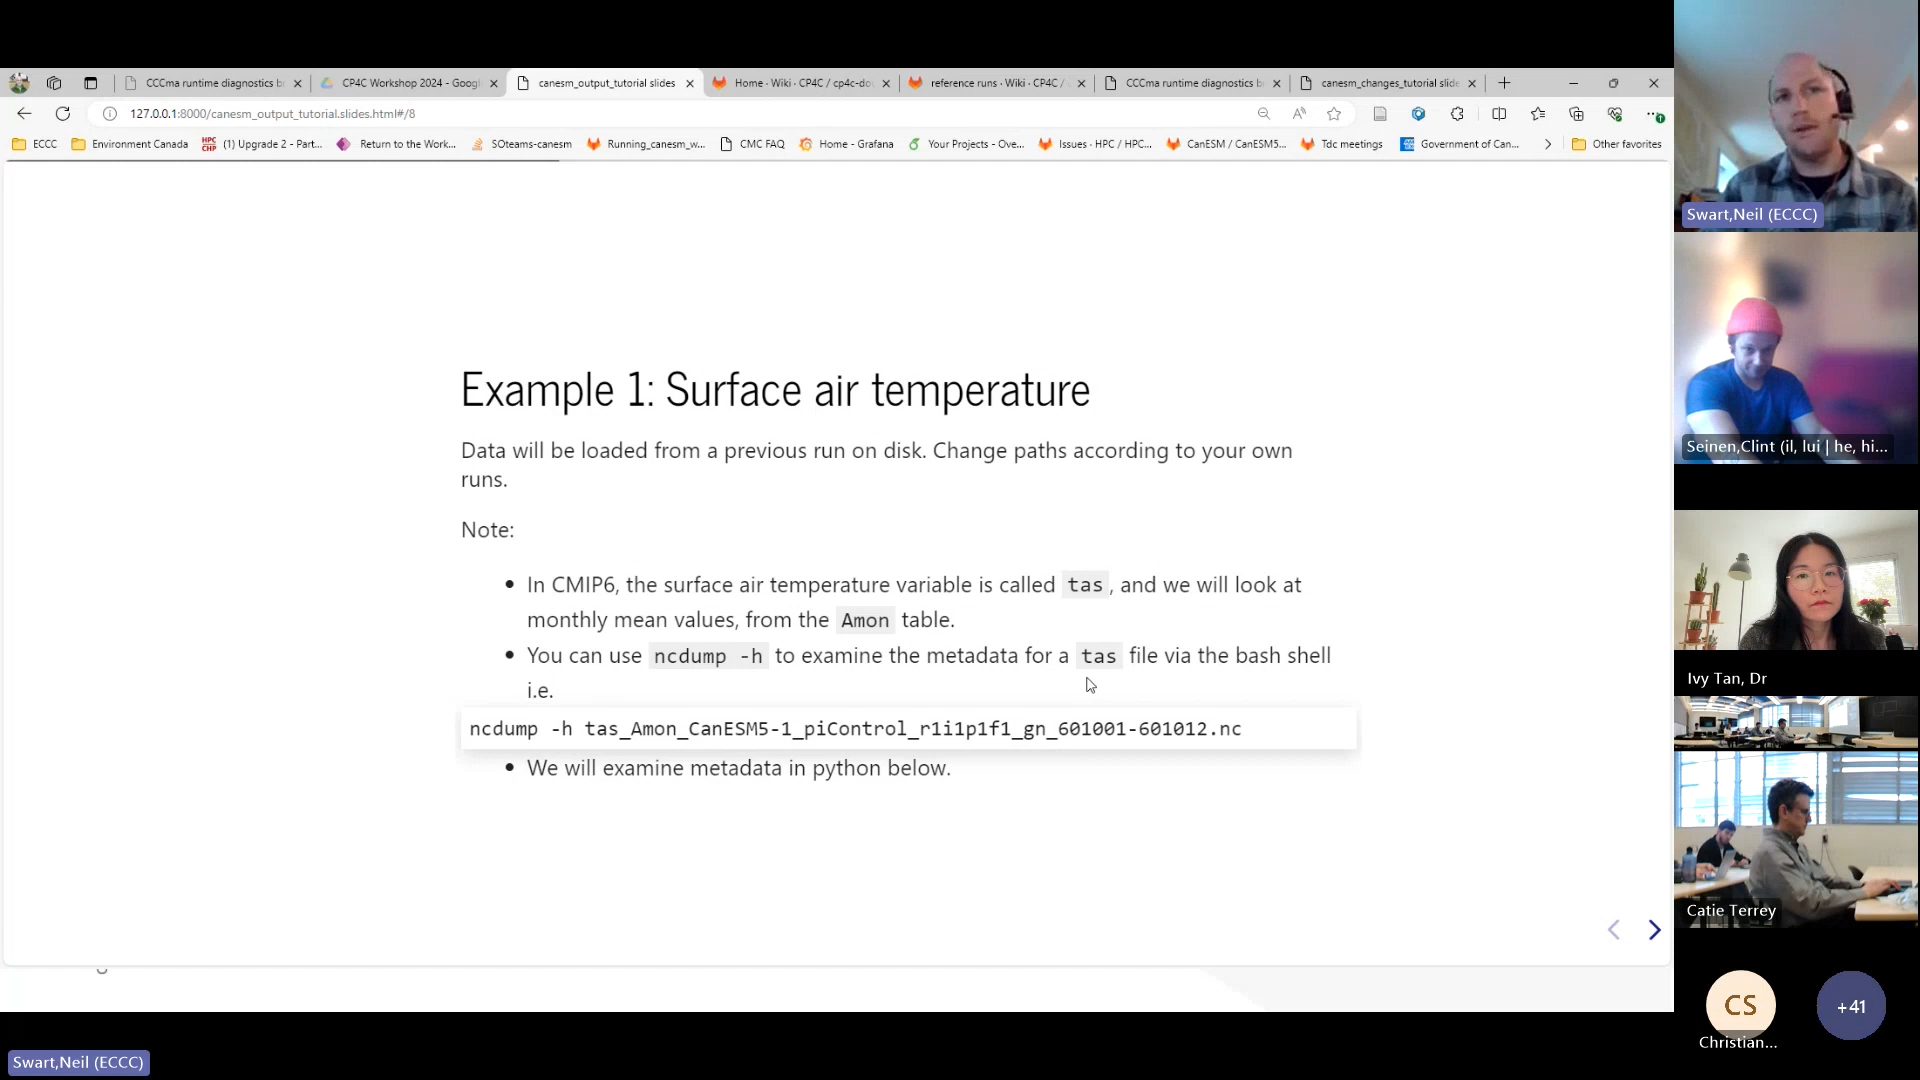 CCCma runtime diagnostics b
CP4C Workshop 2024 - Googl
canesm_output_tutorial slides
Home · Wiki · CP4C / cp4c-do
reference runs · Wiki · CP4C /
CCCma runtime diagnostics b
canesm_changes_tutorial slide
127.0.0.1:8000/canesm_output_tutorial.slides.html#/8
ECCC
Environment Canada
HPC CHP
(1) Upgrade 2 - Part...
Return to the Work...
SOteams-canesm
Running_canesm_w...
CMC FAQ
Home - Grafana
Your Projects - Ove...
Issues · HPC / HPC...
CanESM / CanESM5...
Tdc meetings
Government of Can...
Other favorites
Example 1: Surface air temperature
Data will be loaded from a previous run on disk. Change paths according to your own
runs.
Note:
• In CMIP6, the surface air temperature variable is called tas, and we will look at
monthly mean values, from the Amon table.
• You can use ncdump -h to examine the metadata for a tas file via the bash shell
i.e.
ncdump -h tas_Amon_CanESM5-1_piControl_r1i1p1f1_gn_601001-601012.nc
• We will examine metadata in python below.
Swart,Neil (ECCC)
Seinen,Clint (il, lui | he, hi...
Ivy Tan, Dr
Catie Terrey
CS
Christian...
+41
Swart,Neil (ECCC)